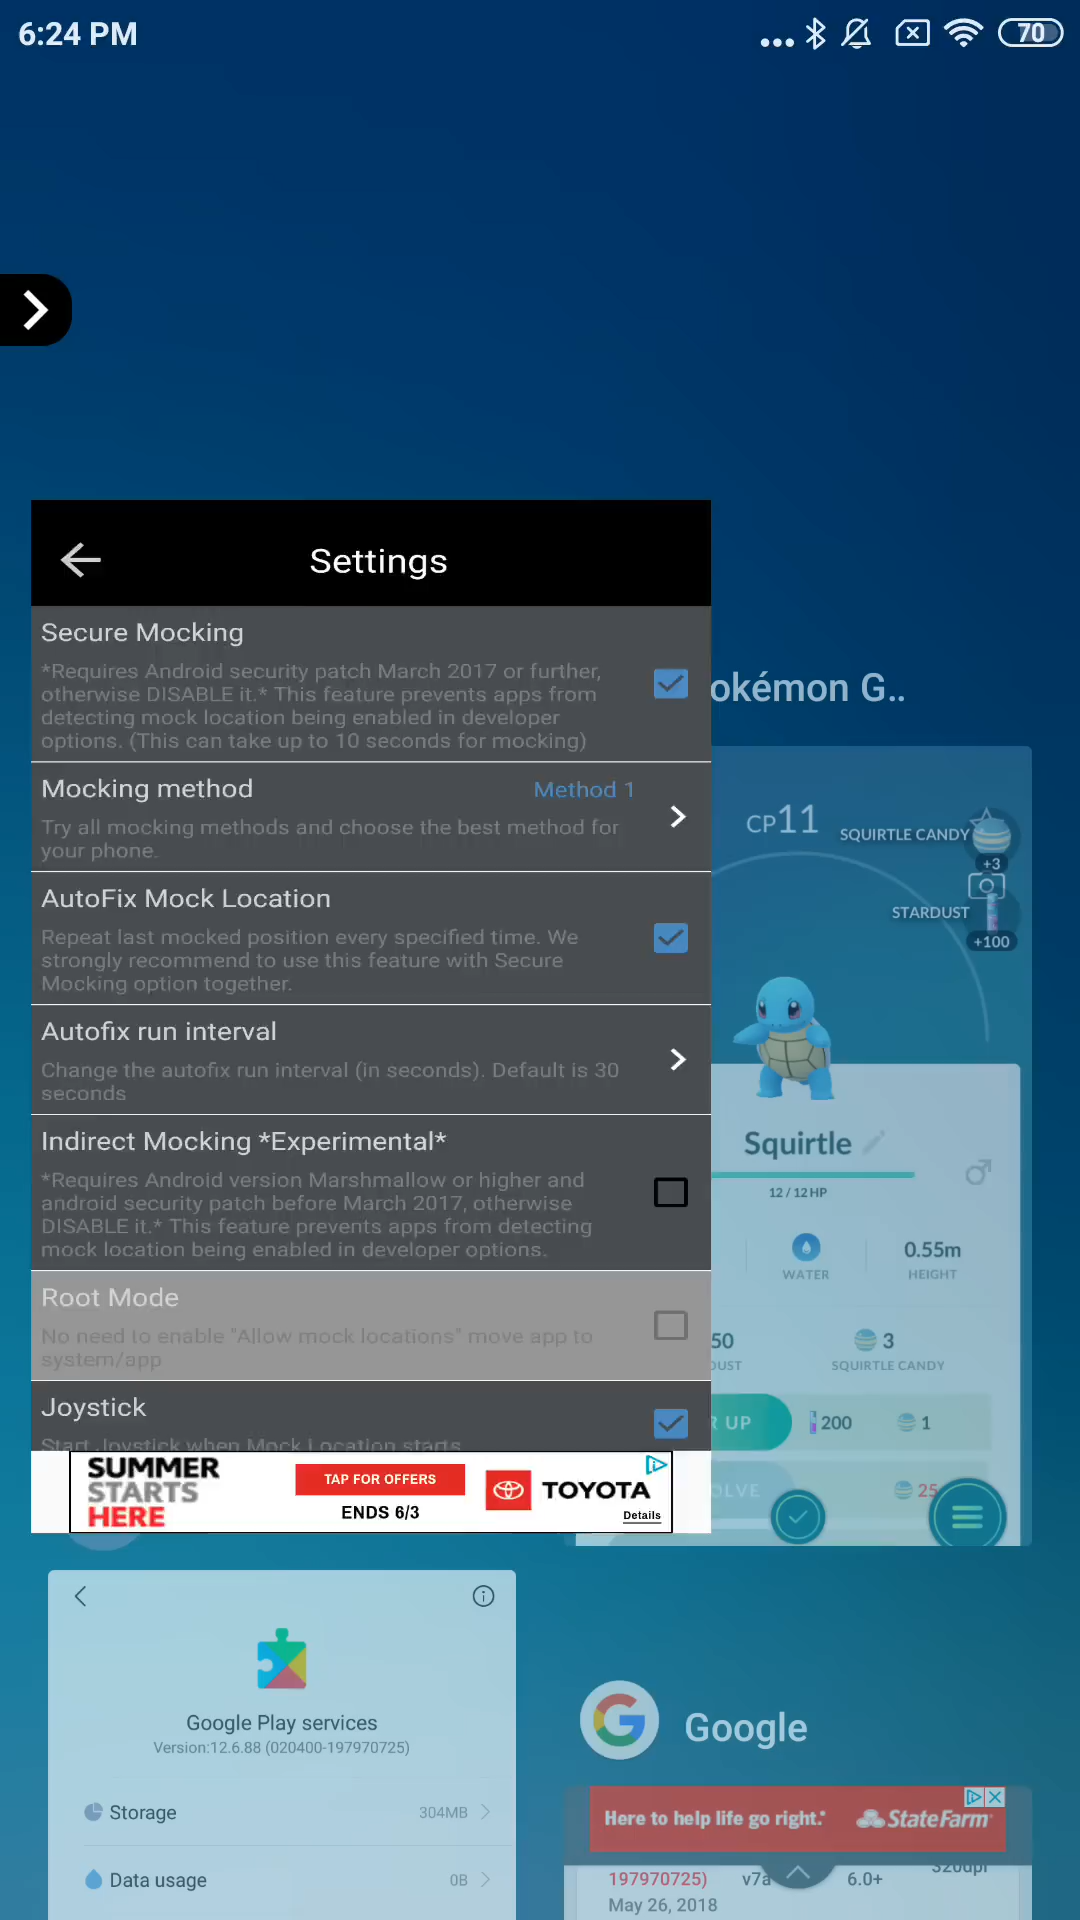 6:24 PM
70
Settings
Secure Mocking
*Requires Android security patch March 2017 or further,
otherwise DISABLE it.* This feature prevents apps from
detecting mock location being enabled in developer
options. (This can take up to 10 seconds for mocking)
Mocking method
Method 1
Try all mocking methods and choose the best method for
your phone.
AutoFix Mock Location
Repeat last mocked position every specified time. We
strongly recommend to use this feature with Secure
Mocking option together.
Autofix run interval
Change the autofix run interval (in seconds). Default is 30
seconds
Indirect Mocking *Experimental*
*Requires Android version Marshmallow or higher and
android security patch before March 2017, otherwise
DISABLE it.* This feature prevents apps from detecting
mock location being enabled in developer options.
Root Mode
No need to enable "Allow mock locations" move app to
system/app
Joystick
Start Joystick when Mock Location starts
SUMMER
STARTS
HERE
TAP FOR OFFERS
ENDS 6/3
TOYOTA
Details
okémon G..
CP11
SQUIRTLE CANDY
+3
STARDUST
+100
Squirtle
12 / 12 HP
WATER
0.55m
HEIGHT
50
DUST
3
SQUIRTLE CANDY
R UP
200
1
OLVE
25
Google Play services
Version:12.6.88 (020400-197970725)
Storage
304MB
Data usage
0B
Google
Here to help life go right.®
StateFarm
197970725)
v7a
6.0+
320dpi
May 26, 2018